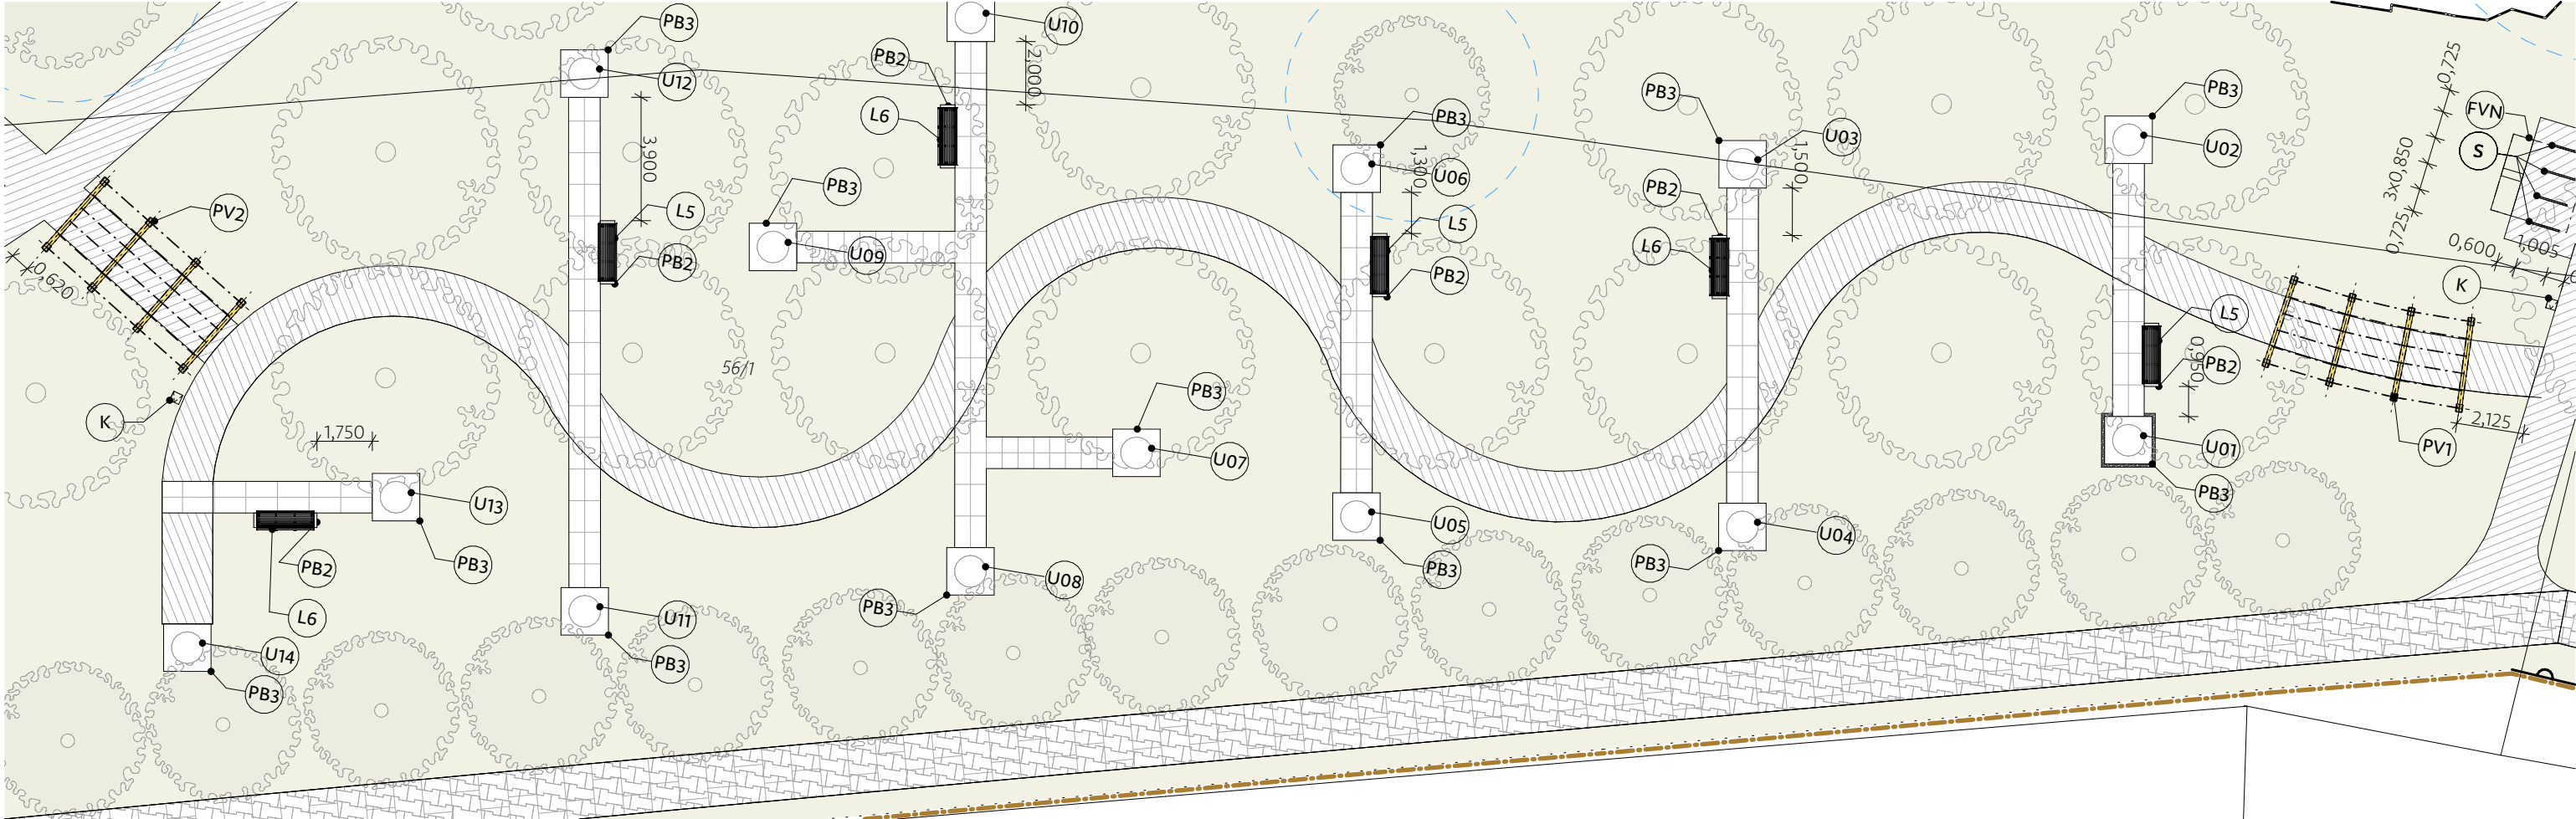 PB3
U12
3,900
L5
PB2
PV2
0,620
K
1,750
U13
PB3
PB2
L6
U14
PB3
U11
PB3
56/1
U10
2,000
PB2
L6
PB3
U09
PB3
U07
U08
PB3
PB3
1,300
U06
L5
PB2
U05
PB3
PB3
U03
1,500
PB2
L6
U04
PB3
PB3
U02
L5
0,950
PB2
U01
PB3
0,725
3x0,850
0,725
FVN
S
0,600
1,005
K
2,125
PV1